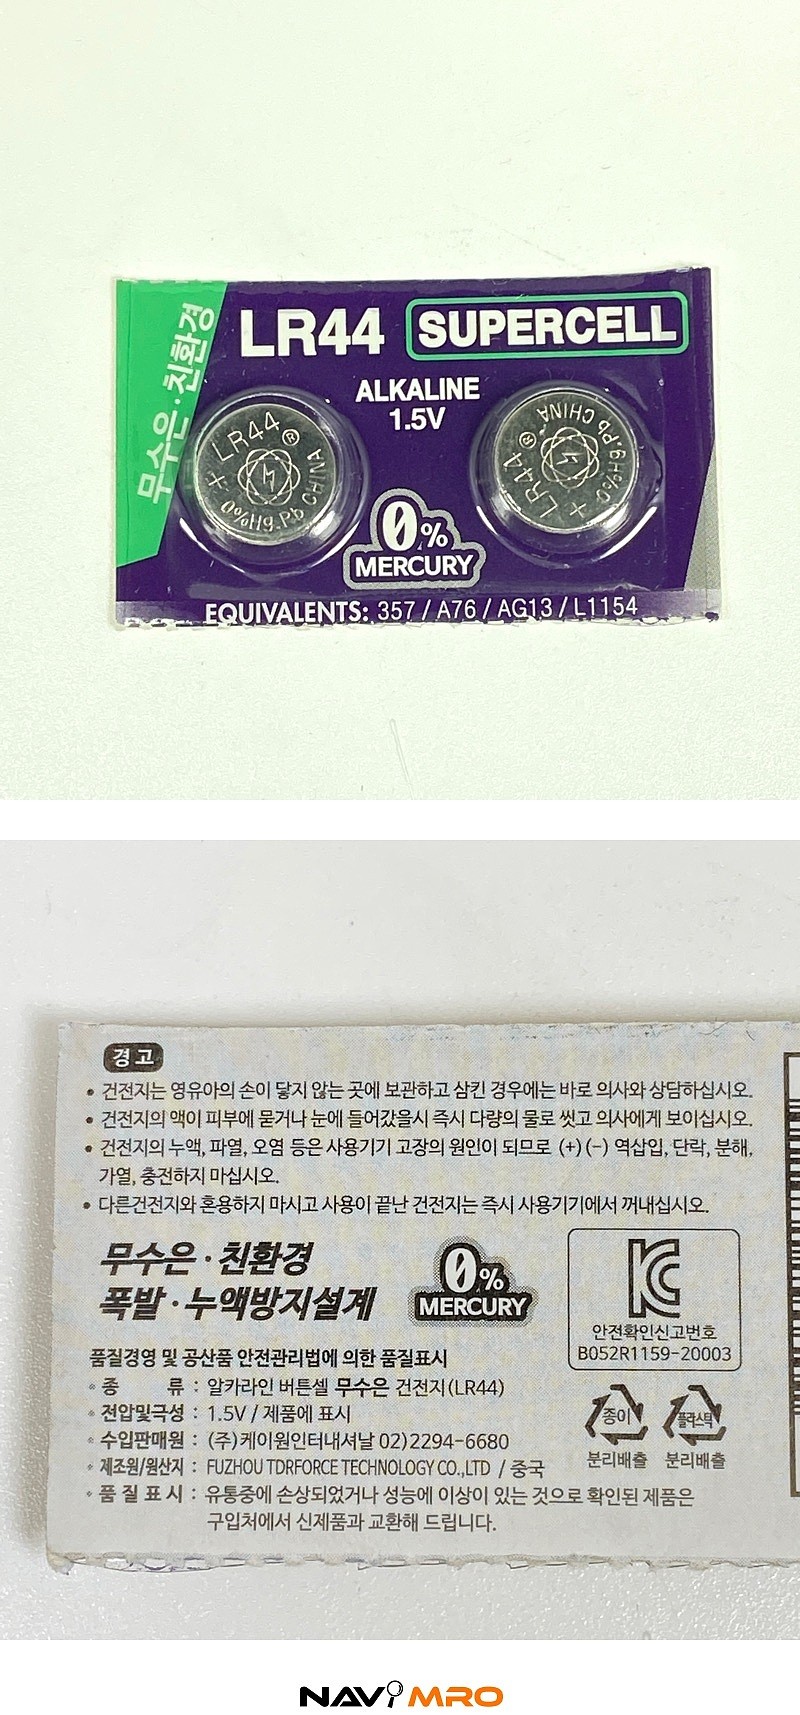 무수은·친환경
LR44 SUPERCELL
ALKALINE
1.5V
+ LR44 ® CHINA 0%Hg.Pb
+ LR44 ® CHINA 0%Hg.Pb
0%
MERCURY
EQUIVALENTS: 357 / A76 / AG13 / L1154
경고
• 건전지는 영유아의 손이 닿지 않는 곳에 보관하고 삼킨 경우에는 바로 의사와 상담하십시오.
• 건전지의 액이 피부에 묻거나 눈에 들어갔을시 즉시 다량의 물로 씻고 의사에게 보이십시오.
• 건전지의 누액, 파열, 오염 등은 사용기기 고장의 원인이 되므로 (+)(-) 역삽입, 단락, 분해,
가열, 충전하지 마십시오.
• 다른건전지와 혼용하지 마시고 사용이 끝난 건전지는 즉시 사용기기에서 꺼내십시오.
무수은·친환경
폭발·누액방지설계
0%
MERCURY
안전확인신고번호
B052R1159-20003
품질경영 및 공산품 안전관리법에 의한 품질표시
• 종 류 : 알카라인 버튼셀 무수은 건전지(LR44)
• 전압및극성 : 1.5V / 제품에 표시
• 수입판매원 : (주)케이원인터내셔날 02)2294-6680
• 제조원/원산지 : FUZHOU TDRFORCE TECHNOLOGY CO.,LTD / 중국
• 품질표시 : 유통중에 손상되었거나 성능에 이상이 있는 것으로 확인된 제품은
구입처에서 신제품과 교환해 드립니다.
종이 플라스틱
분리배출 분리배출
NAVI MRO